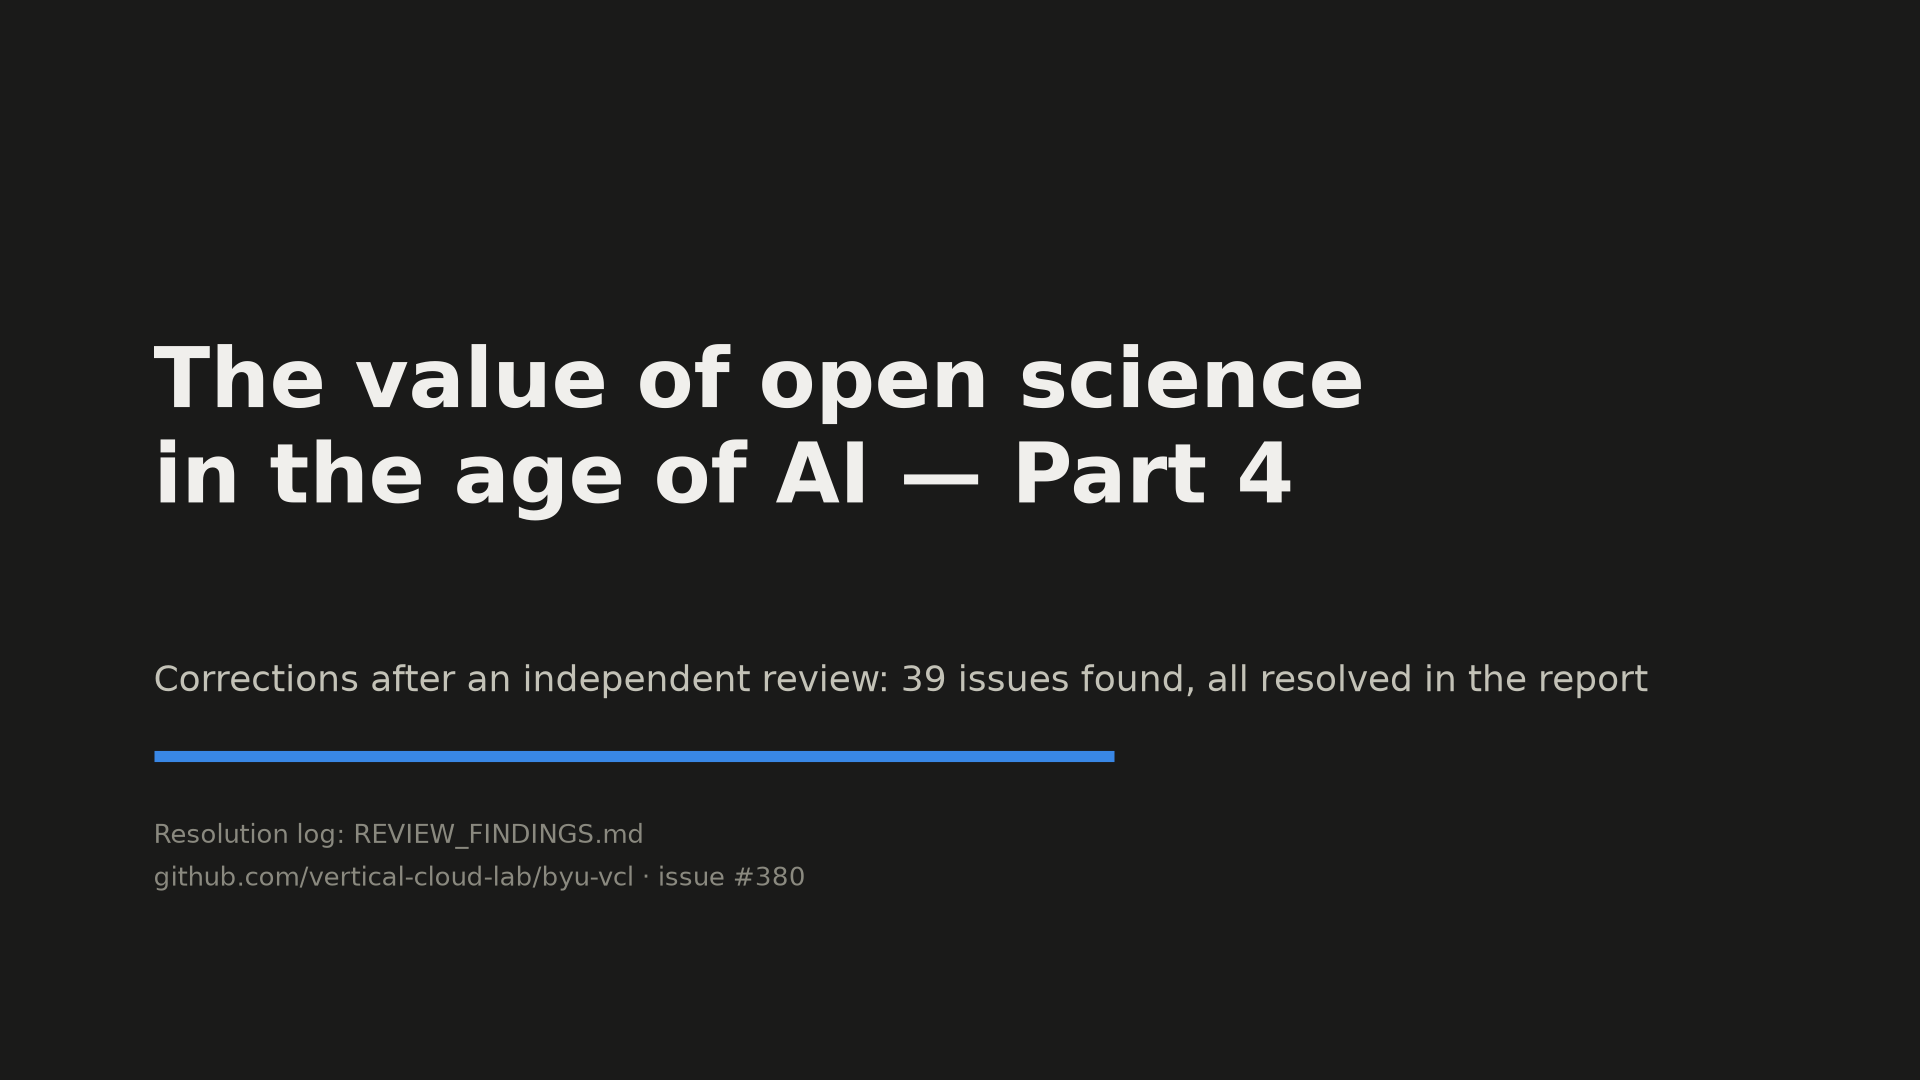 The value of open science
in the age of AI — Part 4
Corrections after an independent review: 39 issues found, all resolved in the report
Resolution log: REVIEW_FINDINGS.md
github.com/vertical-cloud-lab/byu-vcl · issue #380